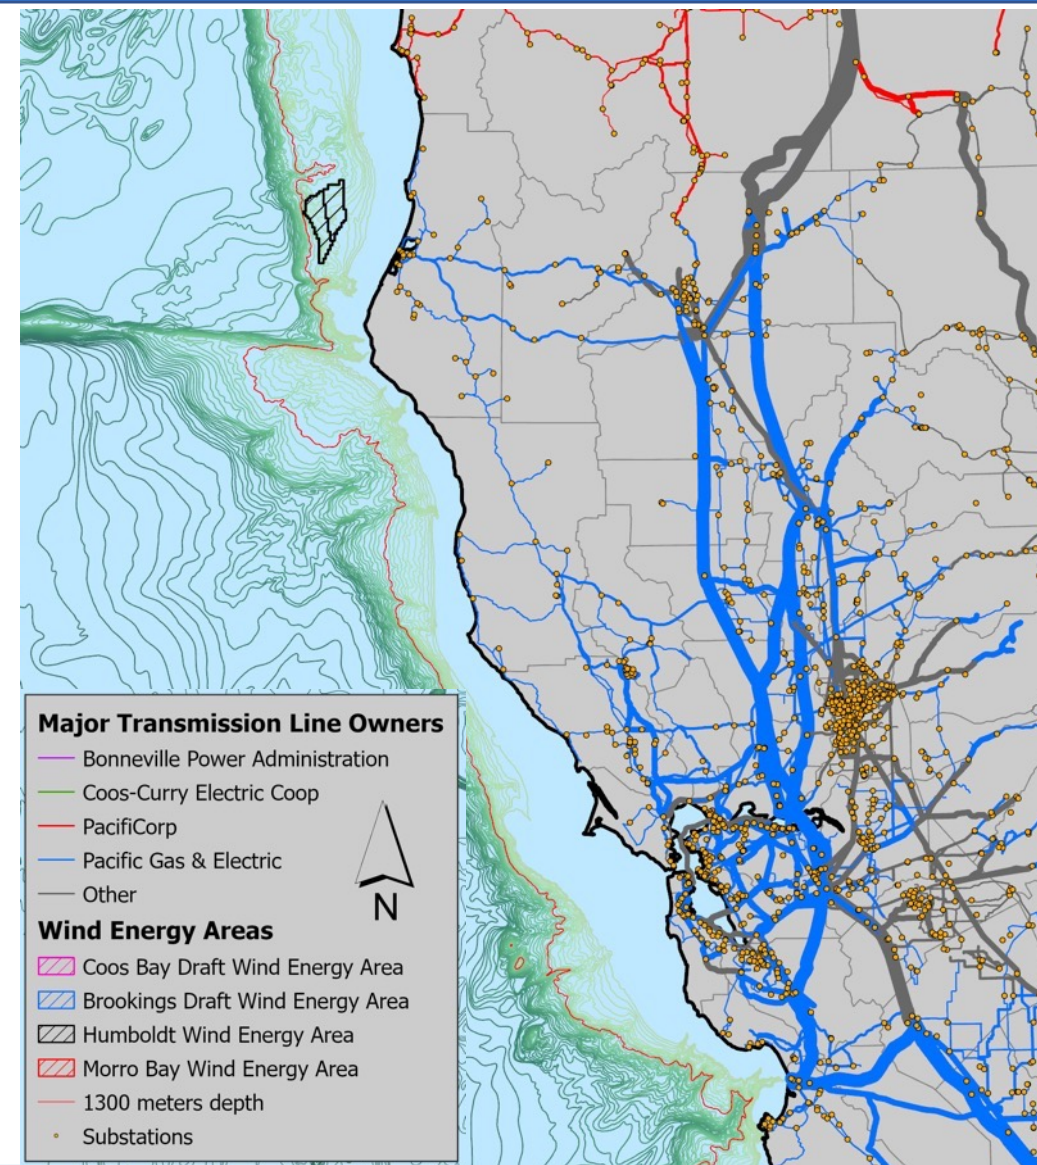 Major Transmission Line Owners
Bonneville Power Administration
Coos-Curry Electric Coop
PacifiCorp
Pacific Gas & Electric
Other
N
Wind Energy Areas
Coos Bay Draft Wind Energy Area
Brookings Draft Wind Energy Area
Humboldt Wind Energy Area
Morro Bay Wind Energy Area
1300 meters depth
Substations